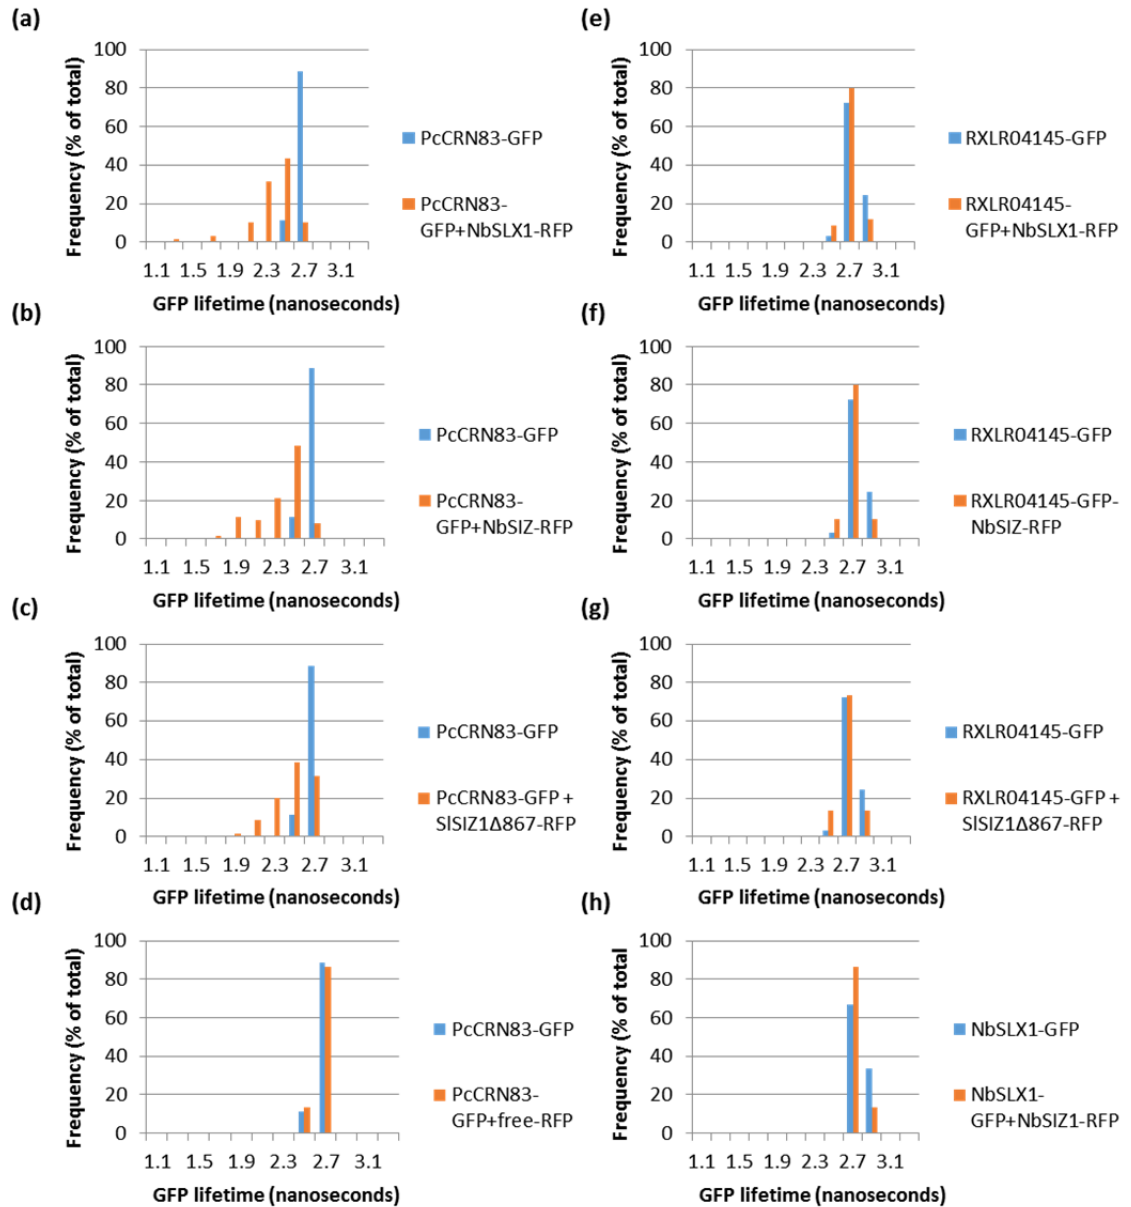 (a)
100
80
60
40
20
0
Frequency (% of total)
1.1 1.5 1.9 2.3 2.7 3.1
GFP lifetime (nanoseconds)
PcCRN83-GFP
PcCRN83-
GFP+NbSLX1-RFP
(e)
100
80
60
40
20
0
Frequency (% of total)
1.1 1.5 1.9 2.3 2.7 3.1
GFP lifetime (nanoseconds)
RXLR04145-GFP
RXLR04145-
GFP+NbSLX1-RFP
(b)
100
80
60
40
20
0
Frequency (% of total)
1.1 1.5 1.9 2.3 2.7 3.1
GFP lifetime (nanoseconds)
PcCRN83-GFP
PcCRN83-
GFP+NbSIZ-RFP
(f)
100
80
60
40
20
0
Frequency (% of total)
1.1 1.5 1.9 2.3 2.7 3.1
GFP lifetime (nanoseconds)
RXLR04145-GFP
RXLR04145-GFP-
NbSIZ-RFP
(c)
100
80
60
40
20
0
Frequency (% of total)
1.1 1.5 1.9 2.3 2.7 3.1
GFP lifetime (nanoseconds)
PcCRN83-GFP
PcCRN83-GFP +
SlSIZ1Δ867-RFP
(g)
100
80
60
40
20
0
Frequency (% of total)
1.1 1.5 1.9 2.3 2.7 3.1
GFP lifetime (nanoseconds)
RXLR04145-GFP
RXLR04145-GFP +
SlSIZ1Δ867-RFP
(d)
100
80
60
40
20
0
Frequency (% of total)
1.1 1.5 1.9 2.3 2.7 3.1
GFP lifetime (nanoseconds)
PcCRN83-GFP
PcCRN83-
GFP+free-RFP
(h)
100
80
60
40
20
0
Frequency (% of total
1.1 1.5 1.9 2.3 2.7 3.1
GFP lifetime (nanoseconds)
NbSLX1-GFP
NbSLX1-
GFP+NbSIZ1-RFP